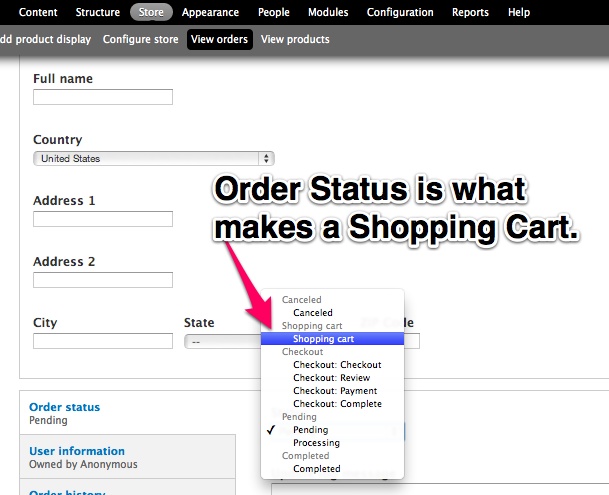 Content Structure Store Appearance People Modules Configuration Reports Help
dd product display Configure store View orders View products
Full name
Country
United States
Order Status is what
makes a Shopping Cart.
Address 1
Address 2
City State
--
Canceled
Canceled
Shopping cart
Shopping cart
Checkout
Checkout: Checkout
Checkout: Review
Checkout: Payment
Checkout: Complete
Pending
✓ Pending
Processing
Completed
Completed
Order status
Pending
User information
Owned by Anonymous
Order history